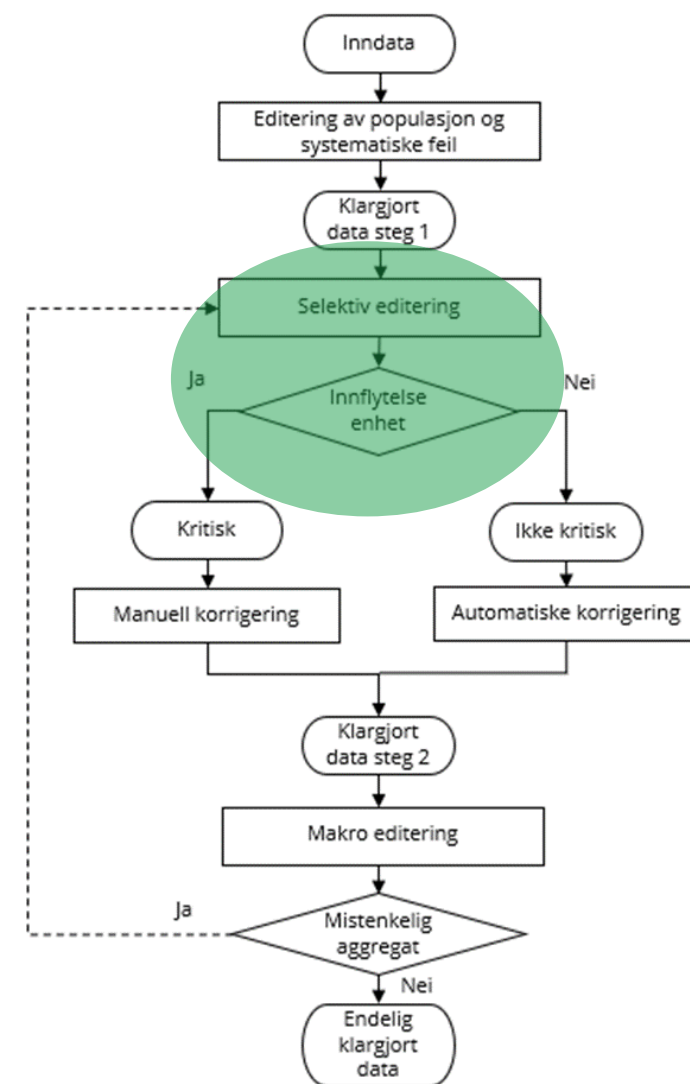 Inndata
Editering av populasjon og
systematiske feil
Klargjort
data steg 1
Selektiv editering
Ja
Innflytelse
enhet
Nei
Kritisk
Ikke kritisk
Manuell korrigering
Automatiske korrigering
Klargjort
data steg 2
Makro editering
Ja
Mistenkelig
aggregat
Nei
Endelig
klargjort
data